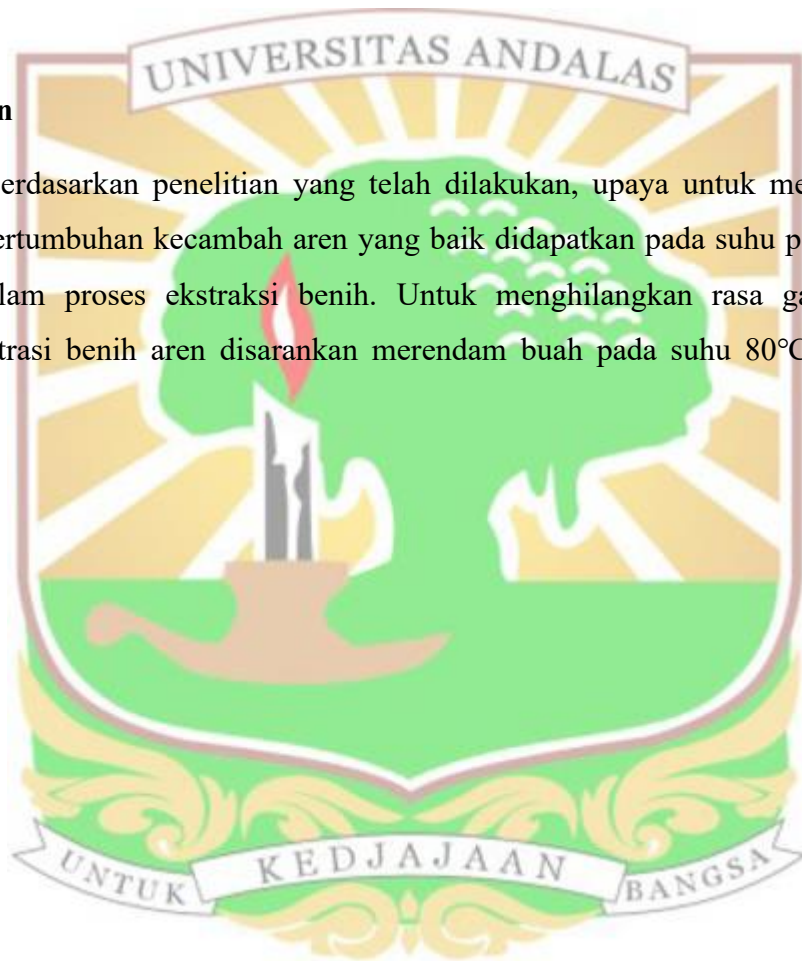 UNIVERSITAS ANDALAS
n
erdasarkan penelitian yang telah dilakukan, upaya untuk me
ertumbuhan kecambah aren yang baik didapatkan pada suhu p
lam proses ekstraksi benih. Untuk menghilangkan rasa ga
trasi benih aren disarankan merendam buah pada suhu 80°C
UNTUK KEDJAJAAN BANGSA